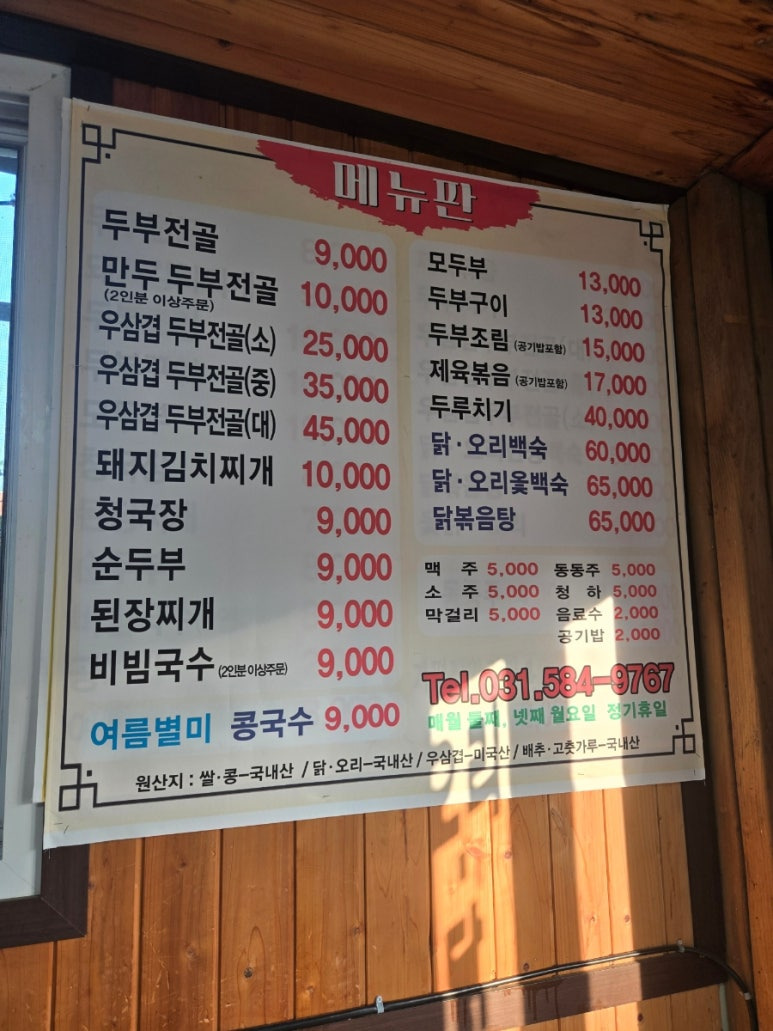 메뉴판
두부전골 9,000
만두 두부전골 10,000
(2인분 이상주문)
우삼겹 두부전골(소) 25,000
우삼겹 두부전골(중) 35,000
우삼겹 두부전골(대) 45,000
돼지김치찌개 10,000
청국장 9,000
순두부 9,000
된장찌개 9,000
비빔국수 (2인분 이상주문) 9,000
여름별미 콩국수 9,000
모두부 13,000
두부구이 13,000
두부조림 (공기밥포함) 15,000
제육볶음 (공기밥포함) 17,000
두루치기 40,000
닭·오리백숙 60,000
닭·오리옻백숙 65,000
닭볶음탕 65,000
맥 주 5,000 동동주 5,000
소 주 5,000 청 하 5,000
막걸리 5,000 음료수 2,000
공기밥 2,000
Tel.031.584-9767
매월 둘째, 넷째 월요일 정기휴일
원산지 : 쌀·콩-국내산 / 닭·오리-국내산 / 우삼겹-미국산 / 배추·고춧가루-국내산